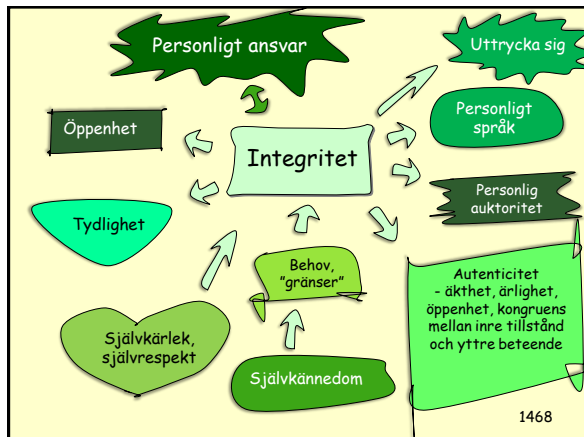 Personligt ansvar
Uttrycka sig
Öppenhet
Personligt
språk
Integritet
Personlig
auktoritet
Tydlighet
Behov,
"gränser"
Autenticitet
- äkthet, ärlighet,
öppenhet, kongruens
mellan inre tillstånd
och yttre beteende
Självkärlek,
självrespekt
Självkännedom
1468